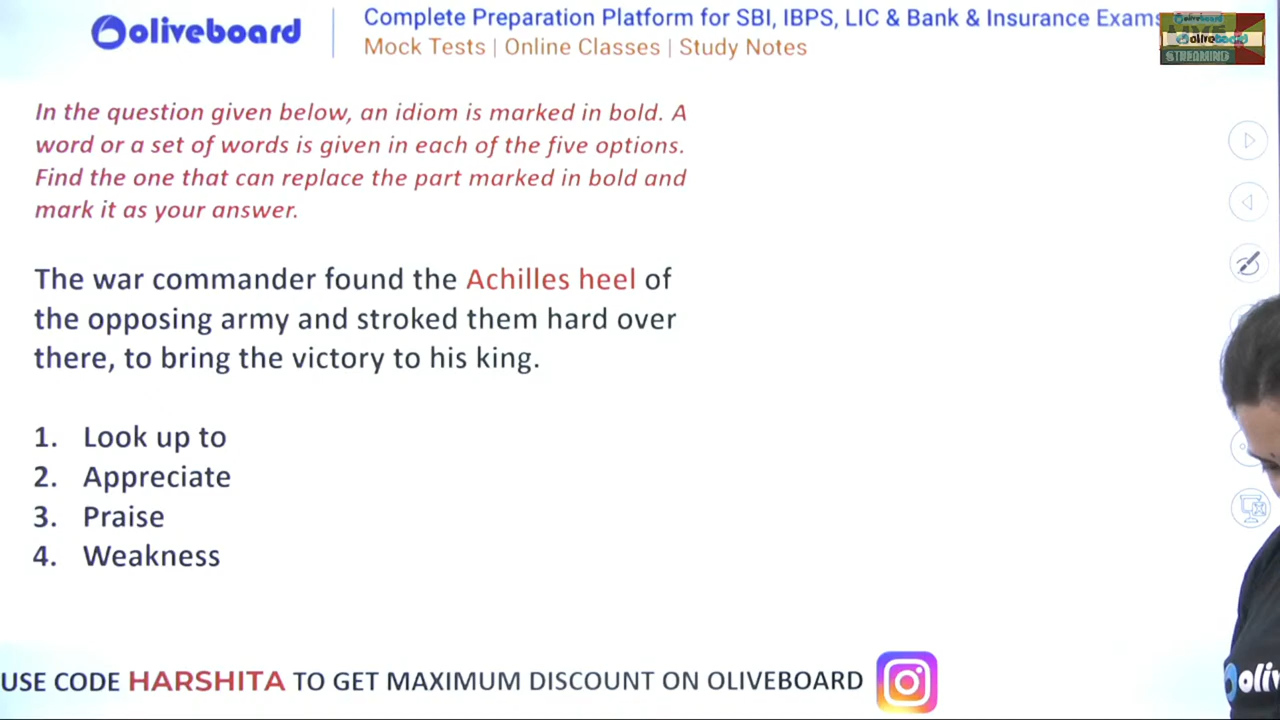 oliveboard
Complete Preparation Platform for SBI, IBPS, LIC & Bank & Insurance Exams
Mock Tests | Online Classes | Study Notes
oliveboard
oliveboard
STREAMING
In the question given below, an idiom is marked in bold. A
word or a set of words is given in each of the five options.
Find the one that can replace the part marked in bold and
mark it as your answer.
The war commander found the Achilles heel of
the opposing army and stroked them hard over
there, to bring the victory to his king.
1. Look up to
2. Appreciate
3. Praise
4. Weakness
USE CODE HARSHITA TO GET MAXIMUM DISCOUNT ON OLIVEBOARD